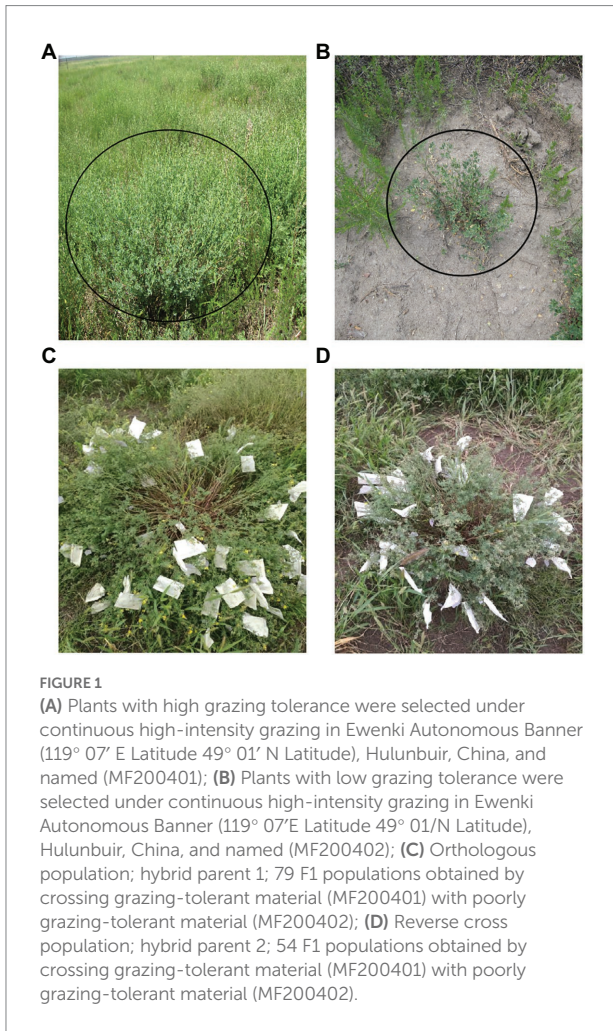 A
B
C
D
FIGURE 1
(A) Plants with high grazing tolerance were selected under
continuous high-intensity grazing in Ewenki Autonomous Banner
(119° 07′ E Latitude 49° 01′ N Latitude), Hulunbuir, China, and
named (MF200401); (B) Plants with low grazing tolerance were
selected under continuous high-intensity grazing in Ewenki
Autonomous Banner (119° 07′E Latitude 49° 01/N Latitude),
Hulunbuir, China, and named (MF200402); (C) Orthologous
population; hybrid parent 1; 79 F1 populations obtained by
crossing grazing-tolerant material (MF200401) with poorly
grazing-tolerant material (MF200402); (D) Reverse cross
population; hybrid parent 2; 54 F1 populations obtained by
crossing grazing-tolerant material (MF200401) with poorly
grazing-tolerant material (MF200402).